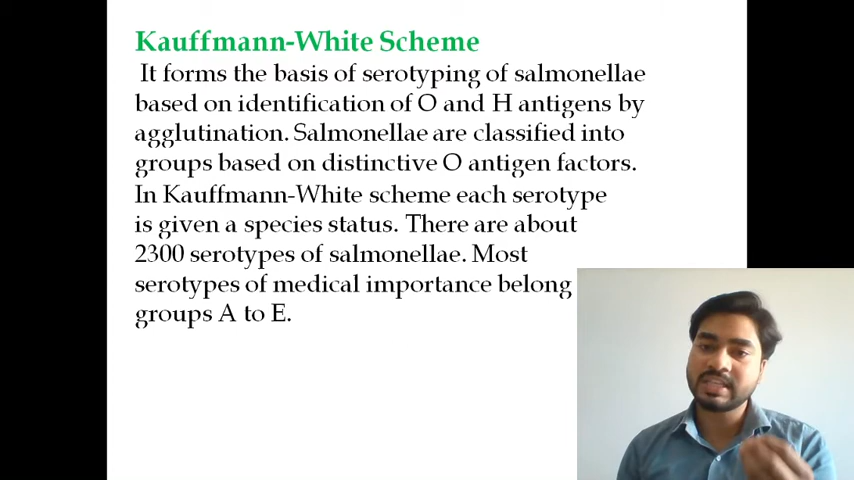 Kauffmann-White Scheme
It forms the basis of serotyping of salmonellae
based on identification of O and H antigens by
agglutination. Salmonellae are classified into
groups based on distinctive O antigen factors.
In Kauffmann-White scheme each serotype
is given a species status. There are about
2300 serotypes of salmonellae. Most
serotypes of medical importance belong
groups A to E.